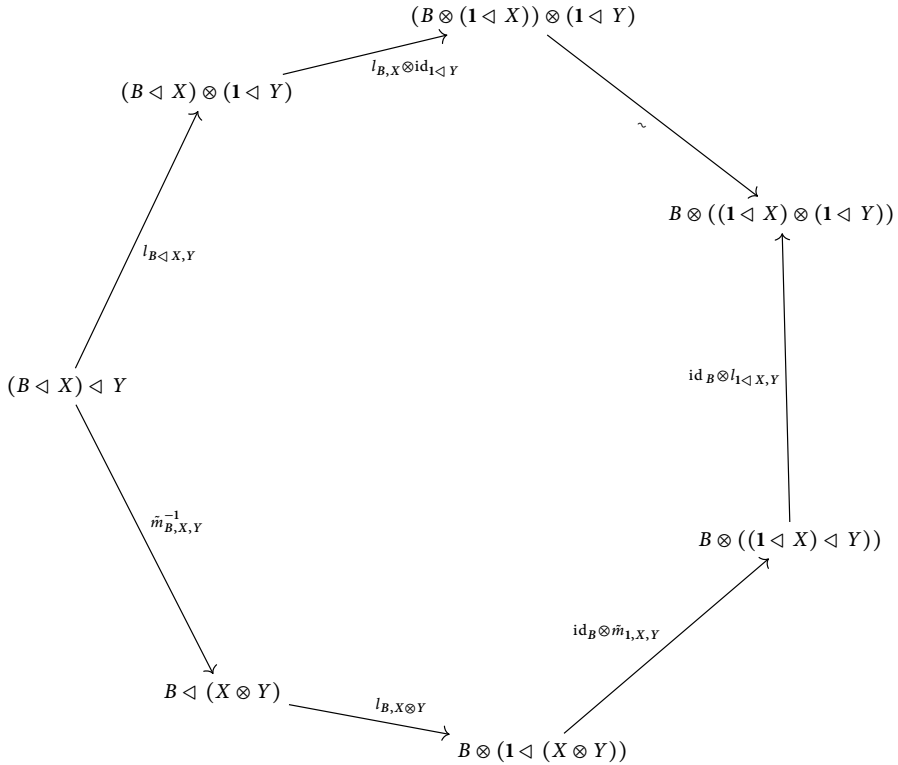 (B ⊗ (𝟏 ◁ X)) ⊗ (𝟏 ◁ Y)
l_{B,X}⊗id_{𝟏◁Y}
(B ◁ X) ⊗ (𝟏 ◁ Y)
~
B ⊗ ((𝟏 ◁ X) ⊗ (𝟏 ◁ Y))
l_{B◁X,Y}
id_B⊗l_{𝟏◁X,Y}
(B ◁ X) ◁ Y
m̃^{-1}_{B,X,Y}
B ⊗ ((𝟏 ◁ X) ◁ Y))
id_B⊗m̃_{1,X,Y}
B ◁ (X ⊗ Y)
l_{B,X⊗Y}
B ⊗ (𝟏 ◁ (X ⊗ Y))